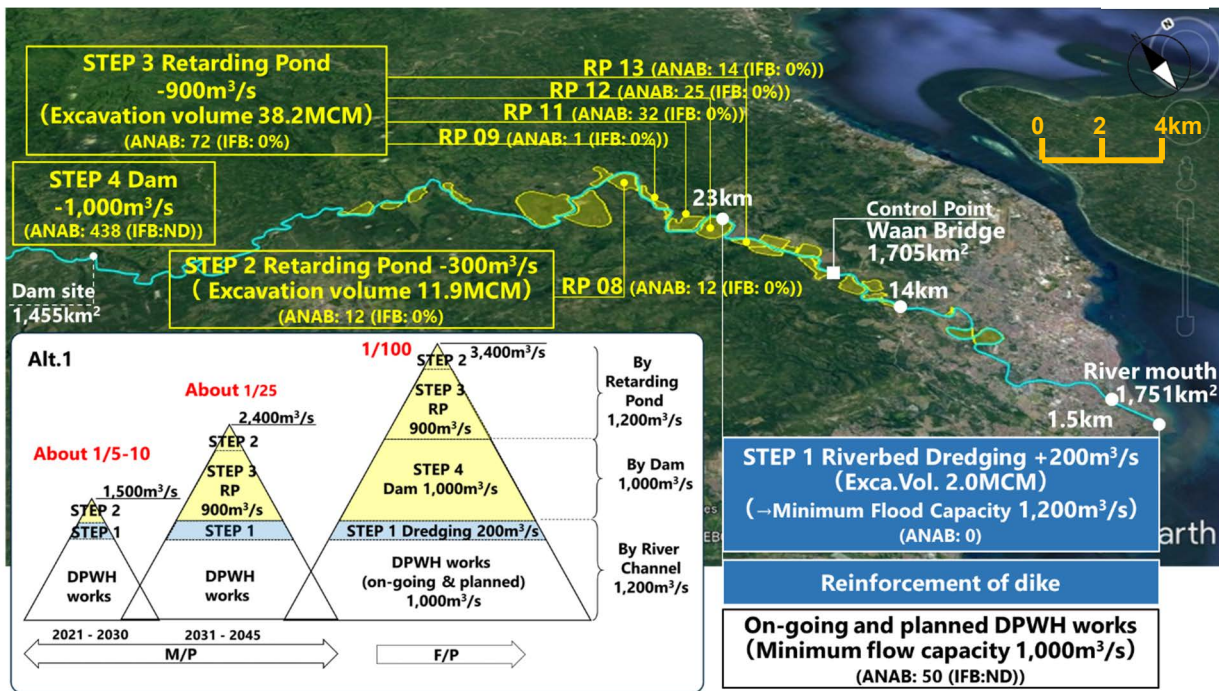 STEP 3 Retarding Pond
-900m³/s
(Excavation volume 38.2MCM)
(ANAB: 72 (IFB: 0%)
RP 13 (ANAB: 14 (IFB: 0%))
RP 12 (ANAB: 25 (IFB: 0%))
RP 11 (ANAB: 32 (IFB: 0%))
RP 09 (ANAB: 1 (IFB: 0%))
N
0 2 4km
STEP 4 Dam
-1,000m³/s
(ANAB: 438 (IFB:ND))
23km
Control Point
Waan Bridge
1,705km²
STEP 2 Retarding Pond -300m³/s
( Excavation volume 11.9MCM)
(ANAB: 12 (IFB: 0%)
RP 08 (ANAB: 12 (IFB: 0%))
Dam site
1,455km²
14km
River mouth
1,751km²
1.5km
Alt.1
1/100
3,400m³/s
STEP 2
STEP 3
RP
900m³/s
STEP 4
Dam 1,000m³/s
STEP 1 Dredging 200m³/s
DPWH works
(on-going & planned)
1,000m³/s
By
Retarding
Pond
1,200m³/s
By Dam
1,000m³/s
By River
Channel
1,200m³/s
About 1/25
2,400m³/s
STEP 2
STEP 3
RP
900m³/s
STEP 1
DPWH
works
About 1/5-10
1,500m³/s
STEP 2
STEP 1
DPWH
works
2021 - 2030
2031 - 2045
M/P
F/P
STEP 1 Riverbed Dredging +200m³/s
(Exca.Vol. 2.0MCM)
(→Minimum Flood Capacity 1,200m³/s)
(ANAB: 0)
arth
Reinforcement of dike
On-going and planned DPWH works
(Minimum flow capacity 1,000m³/s)
(ANAB: 50 (IFB:ND))